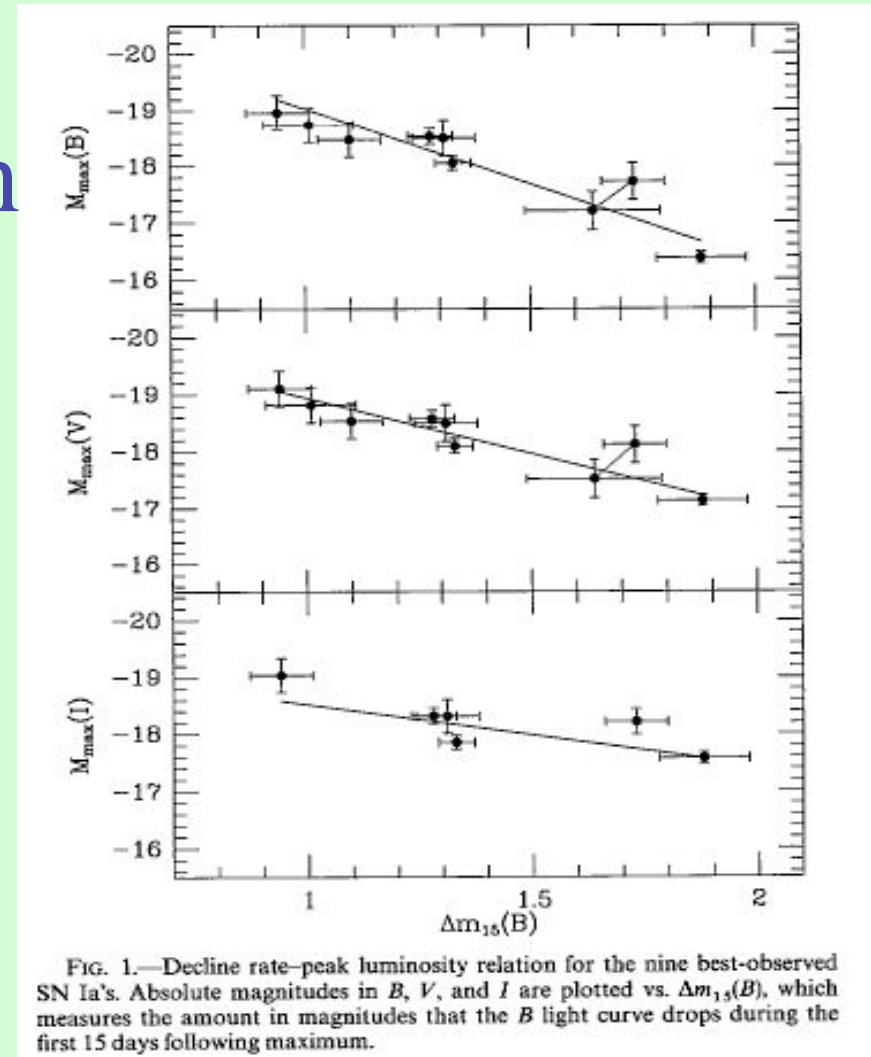 n
−20
−19
−18
−17
−16
M_max(B)
−20
−19
−18
−17
−16
M_max(V)
−20
−19
−18
−17
−16
M_max(I)
1 1.5 2
Δm₁₅(B)
FIG. 1.—Decline rate–peak luminosity relation for the nine best-observed
SN Ia's. Absolute magnitudes in B, V, and I are plotted vs. Δm₁₅(B), which
measures the amount in magnitudes that the B light curve drops during the
first 15 days following maximum.